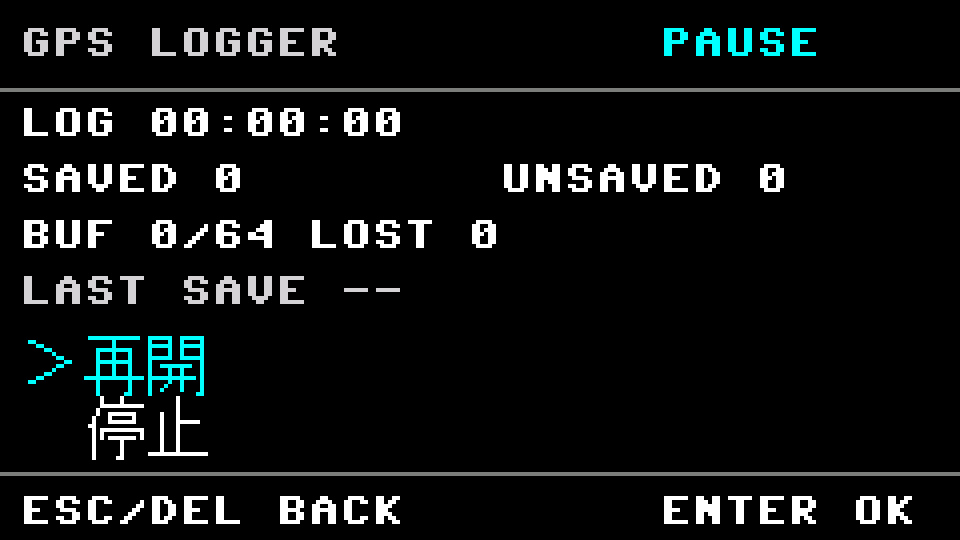 GPS LOGGER PAUSE
LOG 00:00:00
SAVED 0 UNSAVED 0
BUF 0/64 LOST 0
LAST SAVE --
>再開
停止
ESC/DEL BACK ENTER OK